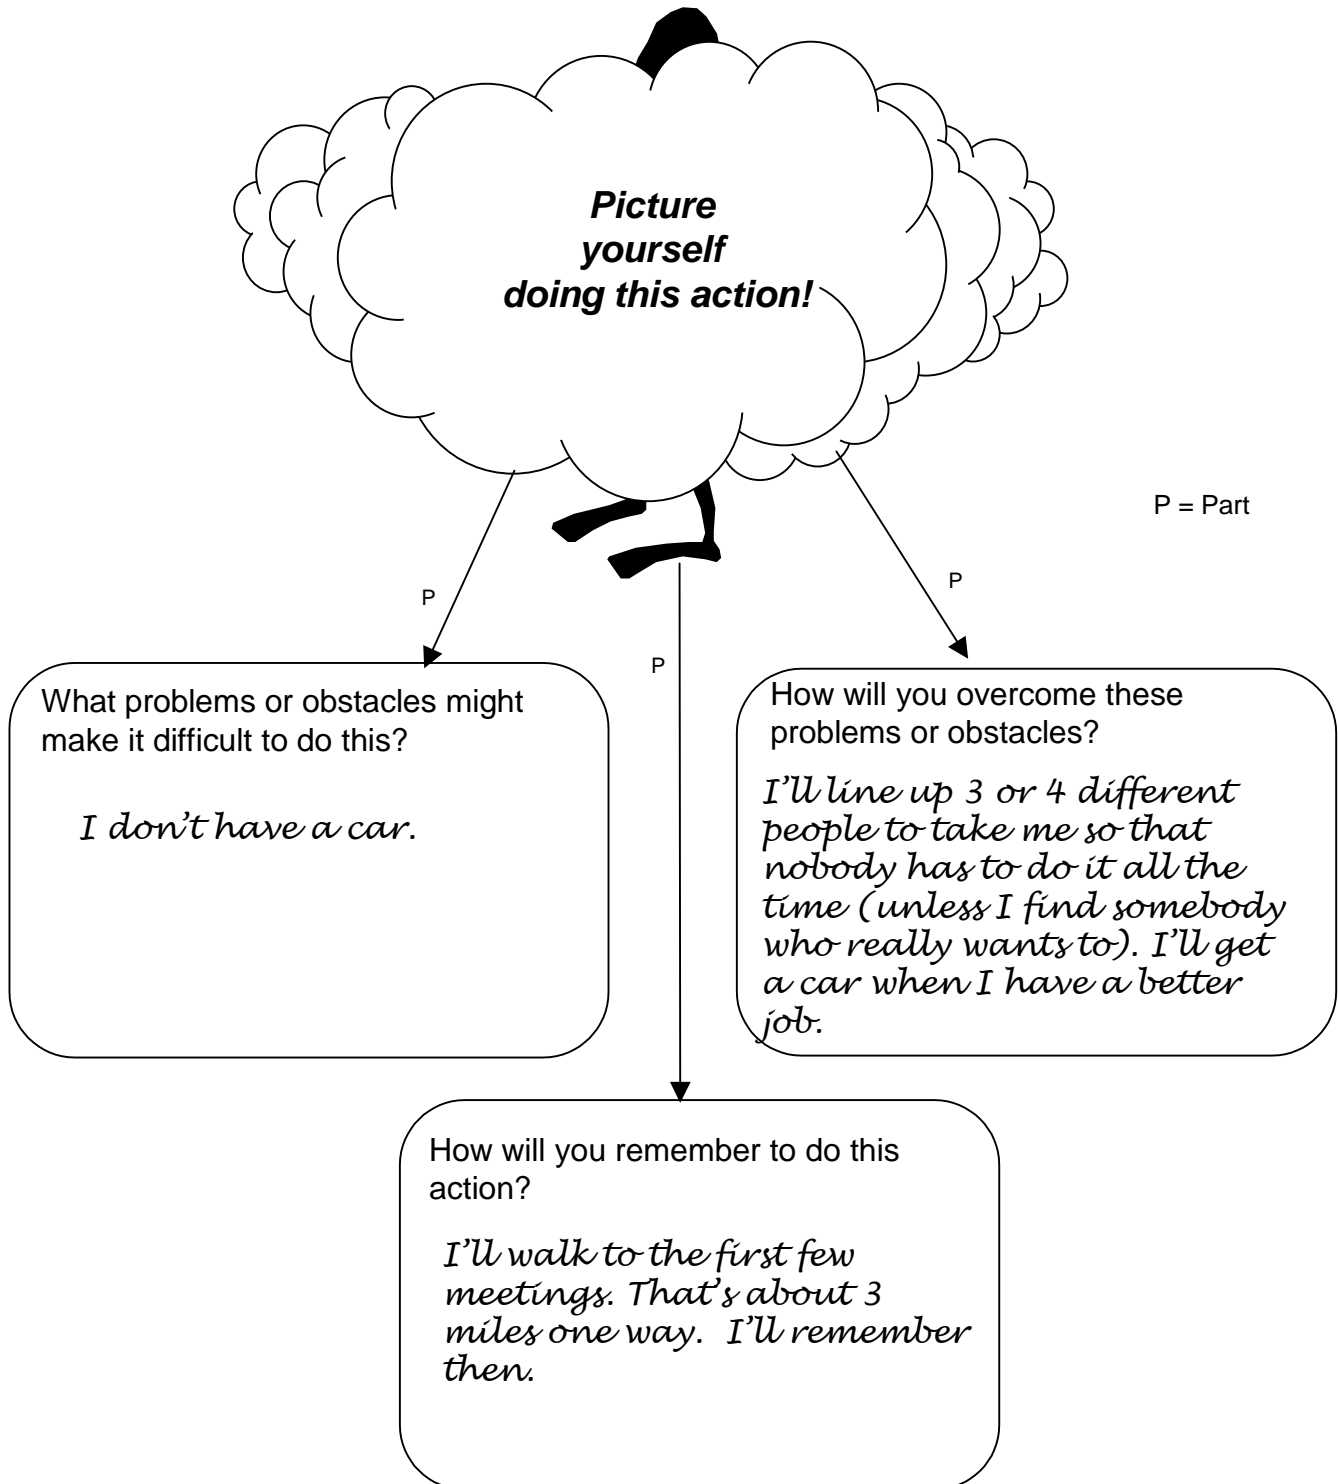 Picture
yourself
doing this action!
P = Part
P
P
P
What problems or obstacles might
make it difficult to do this?
I don't have a car.
How will you overcome these
problems or obstacles?
I'll line up 3 or 4 different
people to take me so that
nobody has to do it all the
time (unless I find somebody
who really wants to). I'll get
a car when I have a better
job.
How will you remember to do this
action?
I'll walk to the first few
meetings. That's about 3
miles one way.  I'll remember
then.